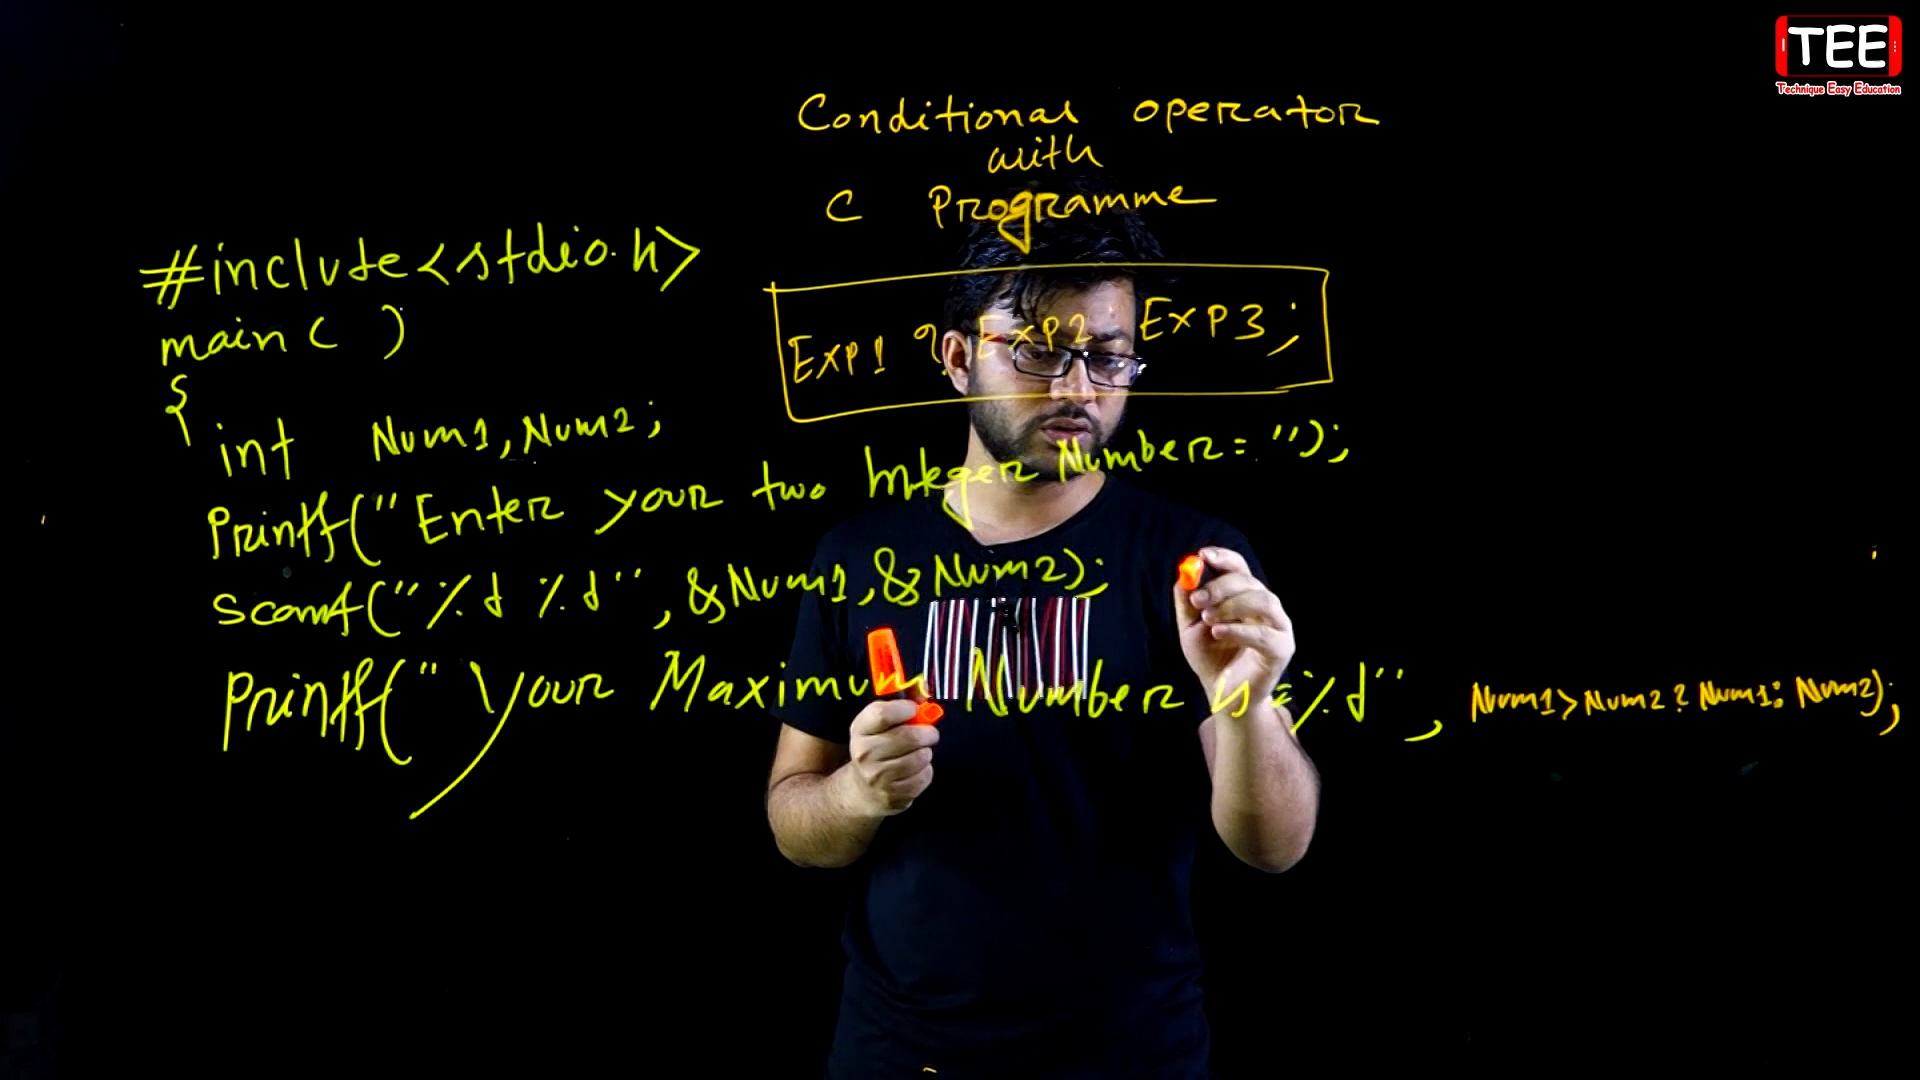 TEE
Technique Easy Education
Conditional operator
with
C Programme
Exp1 ? Exp2 : Exp3;
#include<stdio.h>
main( )
{
int Num1, Num2;
Printf("Enter your two Integer Number= ");
scanf("%d %d", &Num1, &Num2);
Printf("Your Maximum Number is=%d", Num1>Num2?Num1:Num2);